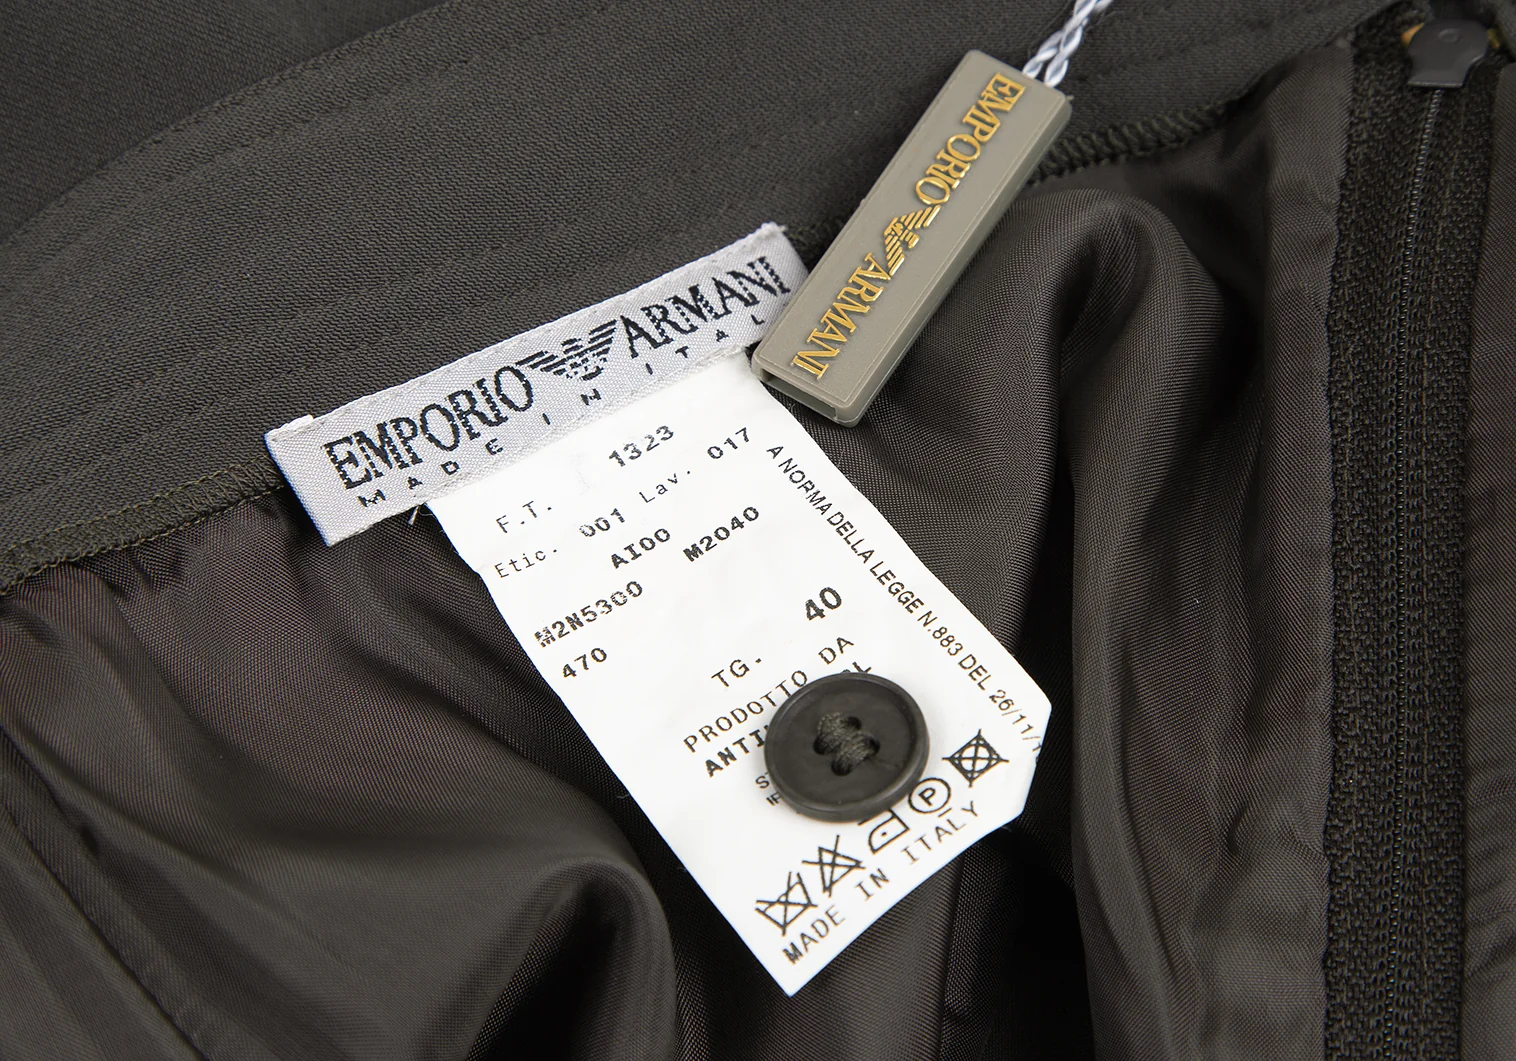 EMPORIO ARMANI
EMPORIO ARMANI
MADE IN ITAL
F.T. 1323
Etic. 001 Lav. 017
AI00 M2040
M2N5300
470
TG. 40
PRODOTTO DA
A NORMA DELLA LEGGE N.883 DEL 26/11/
P
MADE IN ITALY